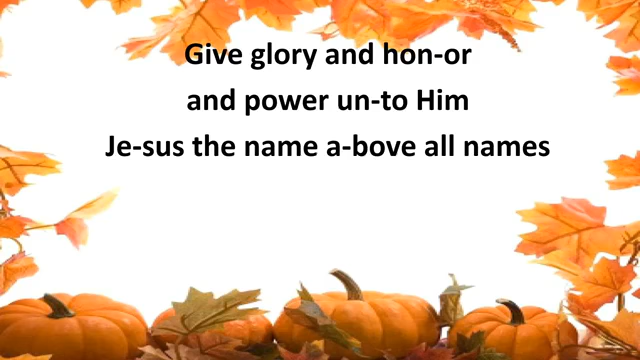 Give glory and hon-or
and power un-to Him
Je-sus the name a-bove all names